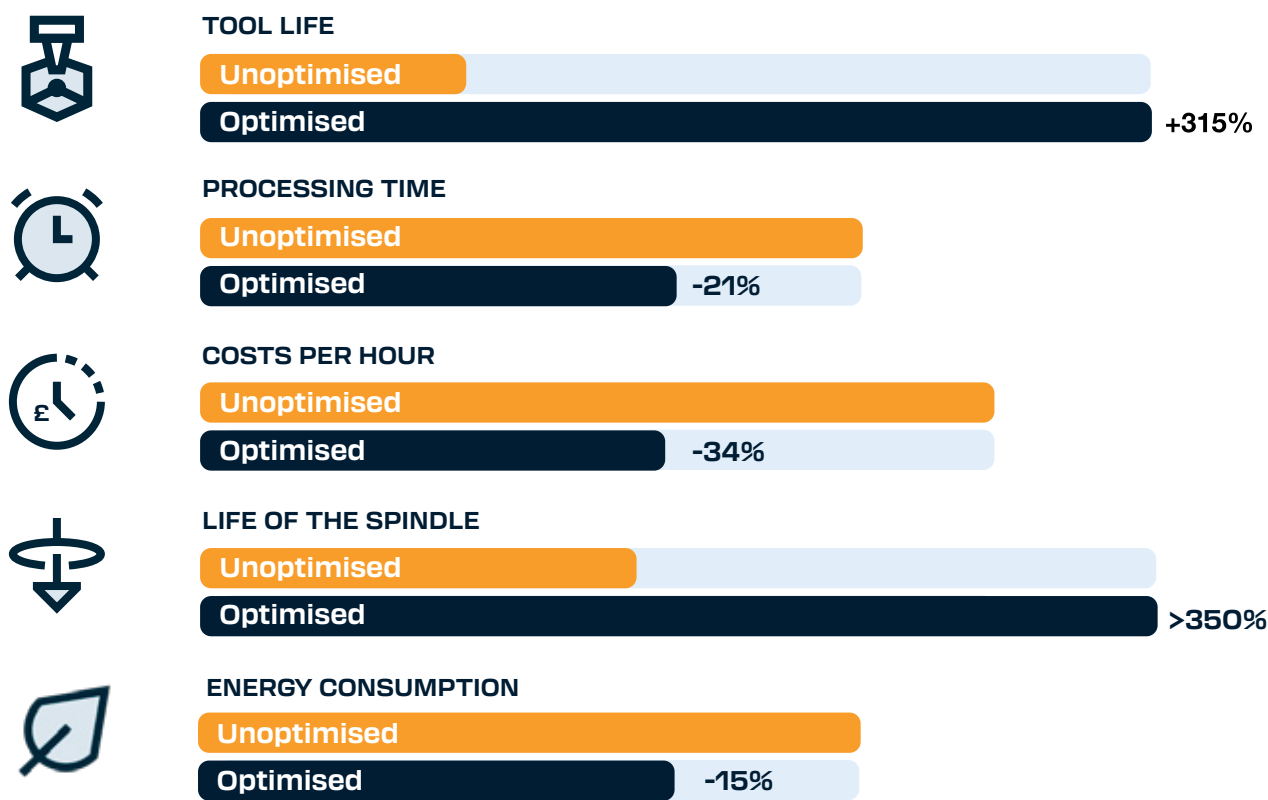 TOOL LIFE
Unoptimised
Optimised
+315%
PROCESSING TIME
Unoptimised
Optimised
-21%
COSTS PER HOUR
£
Unoptimised
Optimised
-34%
LIFE OF THE SPINDLE
Unoptimised
Optimised
>350%
ENERGY CONSUMPTION
Unoptimised
Optimised
-15%